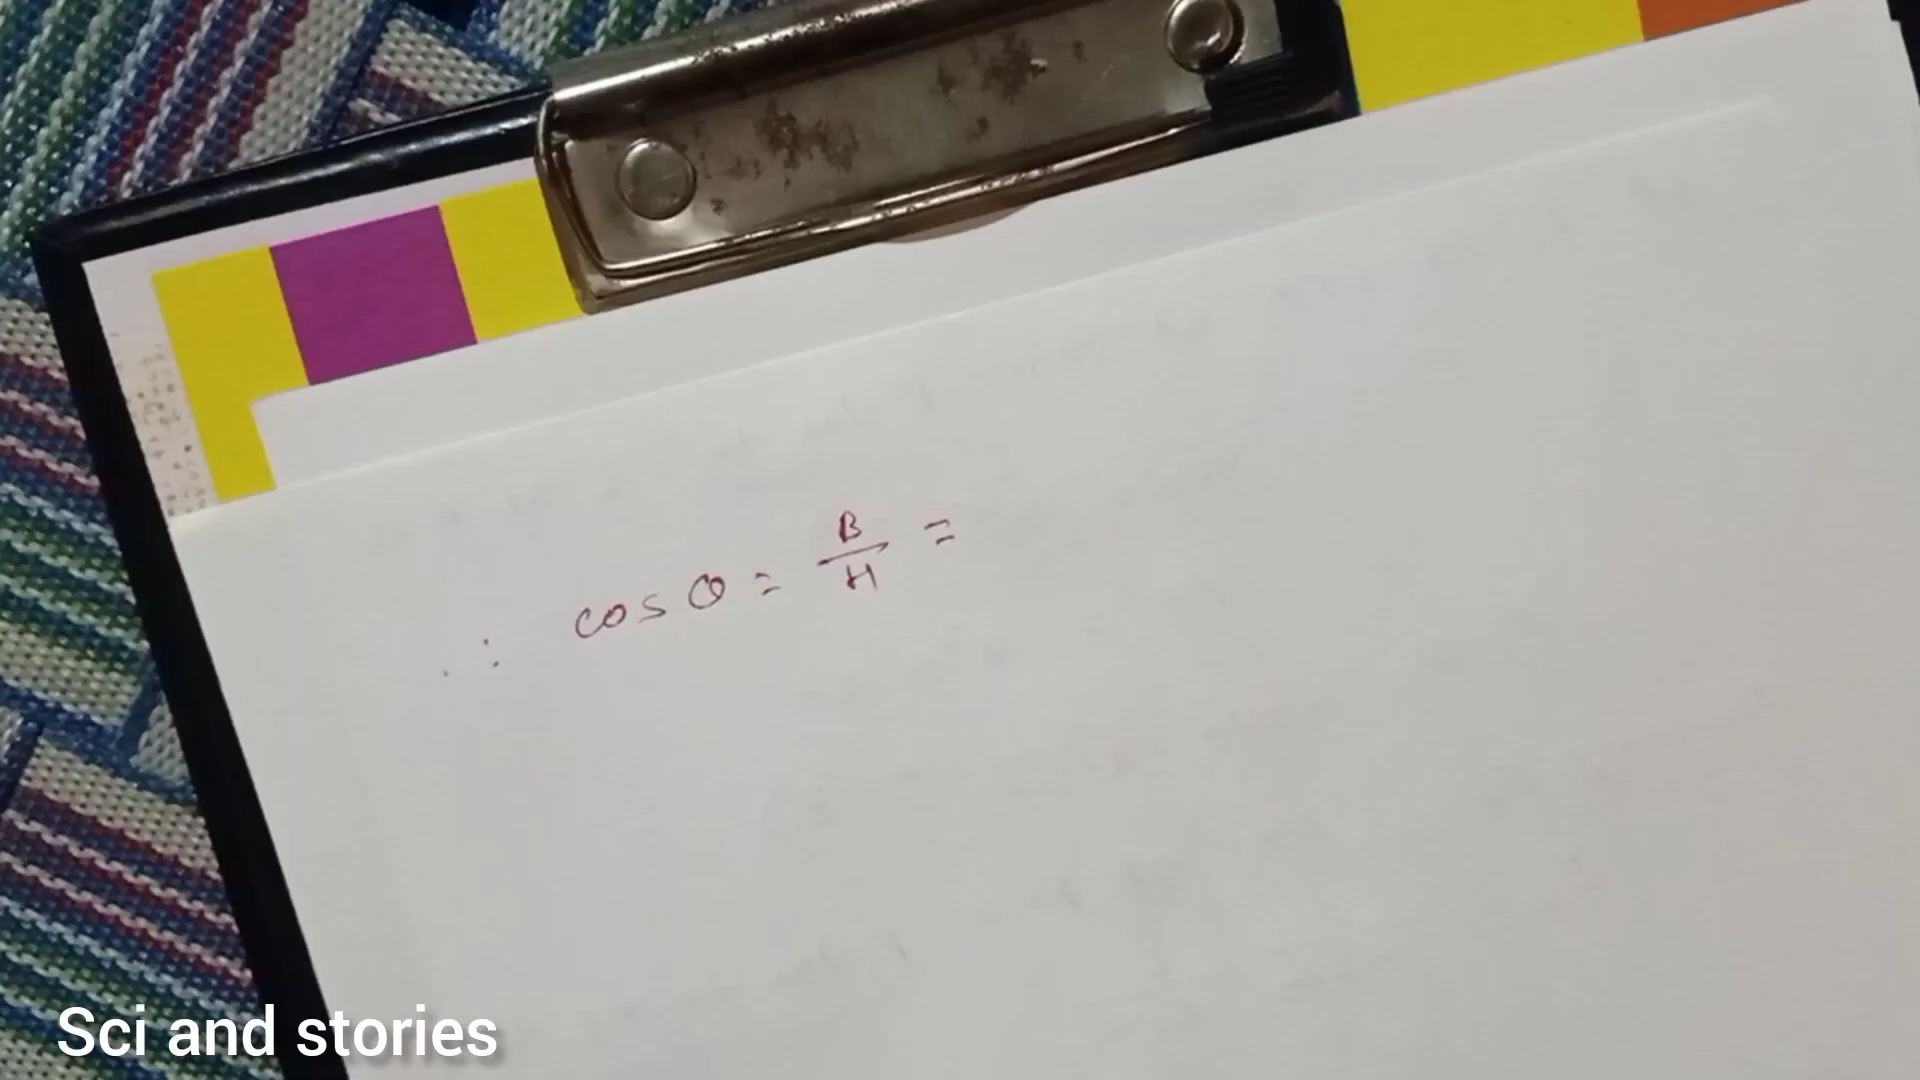 ∴ cos θ = B/H =
Sci and stories